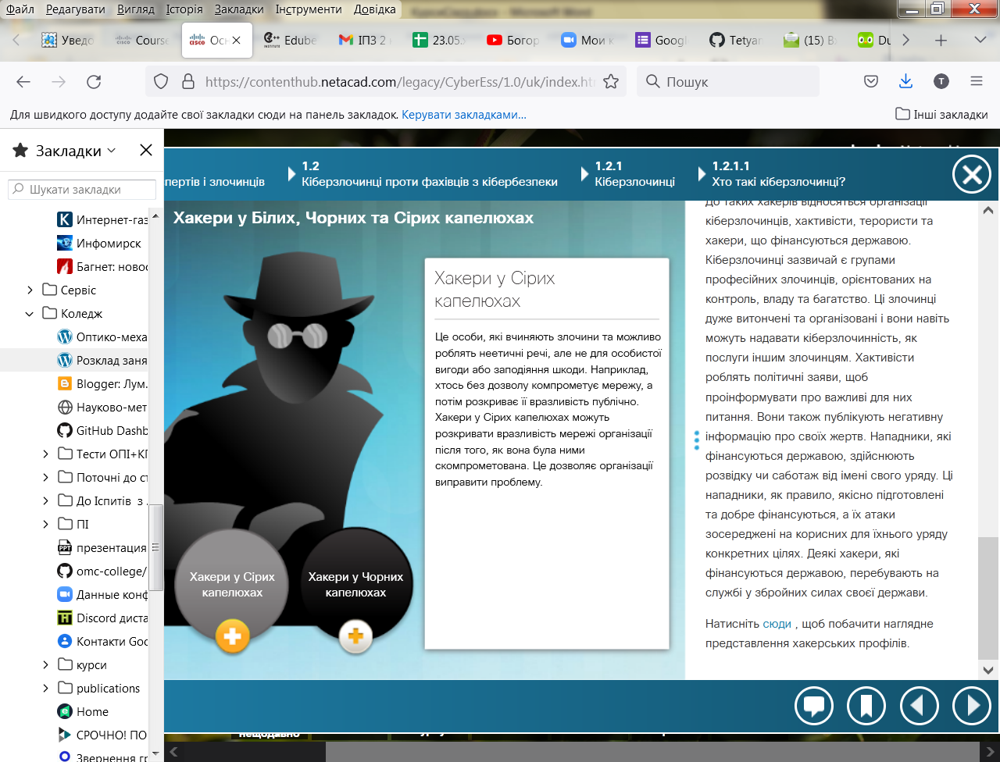 Файл Редагувати Вигляд Історія Закладки Інструменти Довідка
Уведо
Cours
Осн
Edube
ІПЗ 2
23.05.
Богор
Мои к
Googl
Tetyar
(15) В
Du
https://contenthub.netacad.com/legacy/CyberEss/1.0/uk/index.htm
Пошук
T
Для швидкого доступу додайте свої закладки сюди на панель закладок. Керувати закладками...
Інші закладки
Закладки
Шукати закладки
Интернет-газ
Инфомирск
Багнет: новос
Сервіс
Коледж
Оптико-меха
Розклад заня
Blogger: Лум.
Науково-мет
GitHub Dashb
Тести ОПІ+КГ
Поточні до ст
До Іспитів з
ПІ
презентация
omc-college/
Данные конф
Discord диста
Контакти Goo
курси
publications
Home
СРОЧНО! ПО
Звернення гр
пертів і злочинців
1.2
Кіберзлочинці проти фахівців з кібербезпеки
1.2.1
Кіберзлочинці
1.2.1.1
Хто такі кіберзлочинці?
Хакери у Білих, Чорних та Сірих капелюхах
Хакери у Сірих
капелюхах
Це особи, які вчиняють злочини та можливо
роблять неетичні речі, але не для особистої
вигоди або заподіяння шкоди. Наприклад,
хтось без дозволу компрометує мережу, а
потім розкриває її вразливість публічно.
Хакери у Сірих капелюхах можуть
розкривати вразливість мережі організації
після того, як вона була ними
скомпрометована. Це дозволяє організації
виправити проблему.
Хакери у Сірих
капелюхах
Хакери у Чорних
капелюхах
До таких хакерів відносяться організації
кіберзлочинців, хактивісти, терористи та
хакери, що фінансуються державою.
Кіберзлочинці зазвичай є групами
професійних злочинців, орієнтованих на
контроль, владу та багатство. Ці злочинці
дуже витончені та організовані і вони навіть
можуть надавати кіберзлочинність, як
послуги іншим злочинцям. Хактивісти
роблять політичні заяви, щоб
проінформувати про важливі для них
питання. Вони також публікують негативну
інформацію про своїх жертв. Нападники, які
фінансуються державою, здійснюють
розвідку чи саботаж від імені свого уряду. Ці
нападники, як правило, якісно підготовлені
та добре фінансуються, а їх атаки
зосереджені на корисних для їхнього уряду
конкретних цілях. Деякі хакери, які
фінансуються державою, перебувають на
службі у збройних силах своєї держави.
Натисніть сюди , щоб побачити наглядне
представлення хакерських профілів.
нещодавно